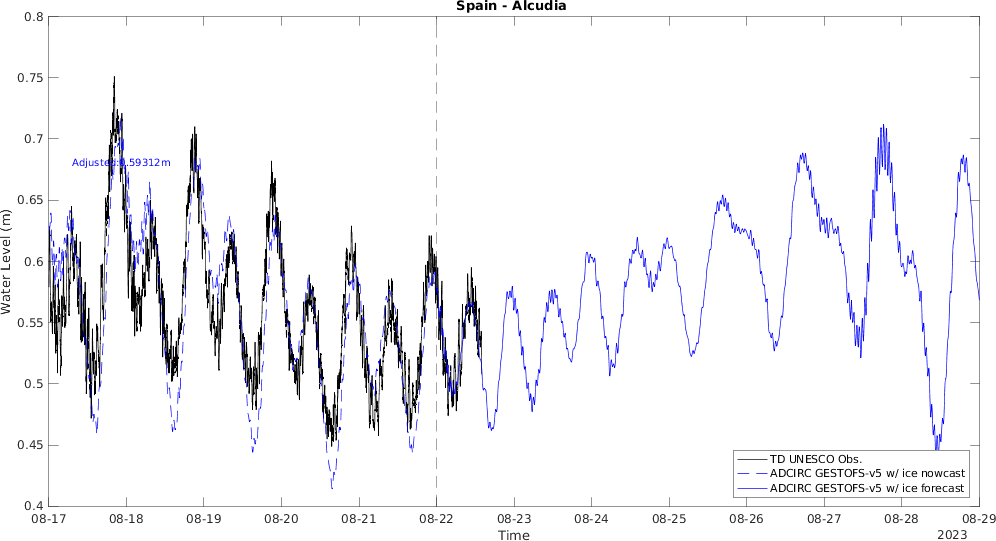 Spain - Alcudia
0.8
0.75
0.7
0.65
0.6
0.55
0.5
0.45
0.4
Water Level (m)
Adjusted:0.59312m
TD UNESCO Obs.
ADCIRC GESTOFS-v5 w/ ice nowcast
ADCIRC GESTOFS-v5 w/ ice forecast
08-17 08-18 08-19 08-20 08-21 08-22 08-23 08-24 08-25 08-26 08-27 08-28 08-29
Time
2023